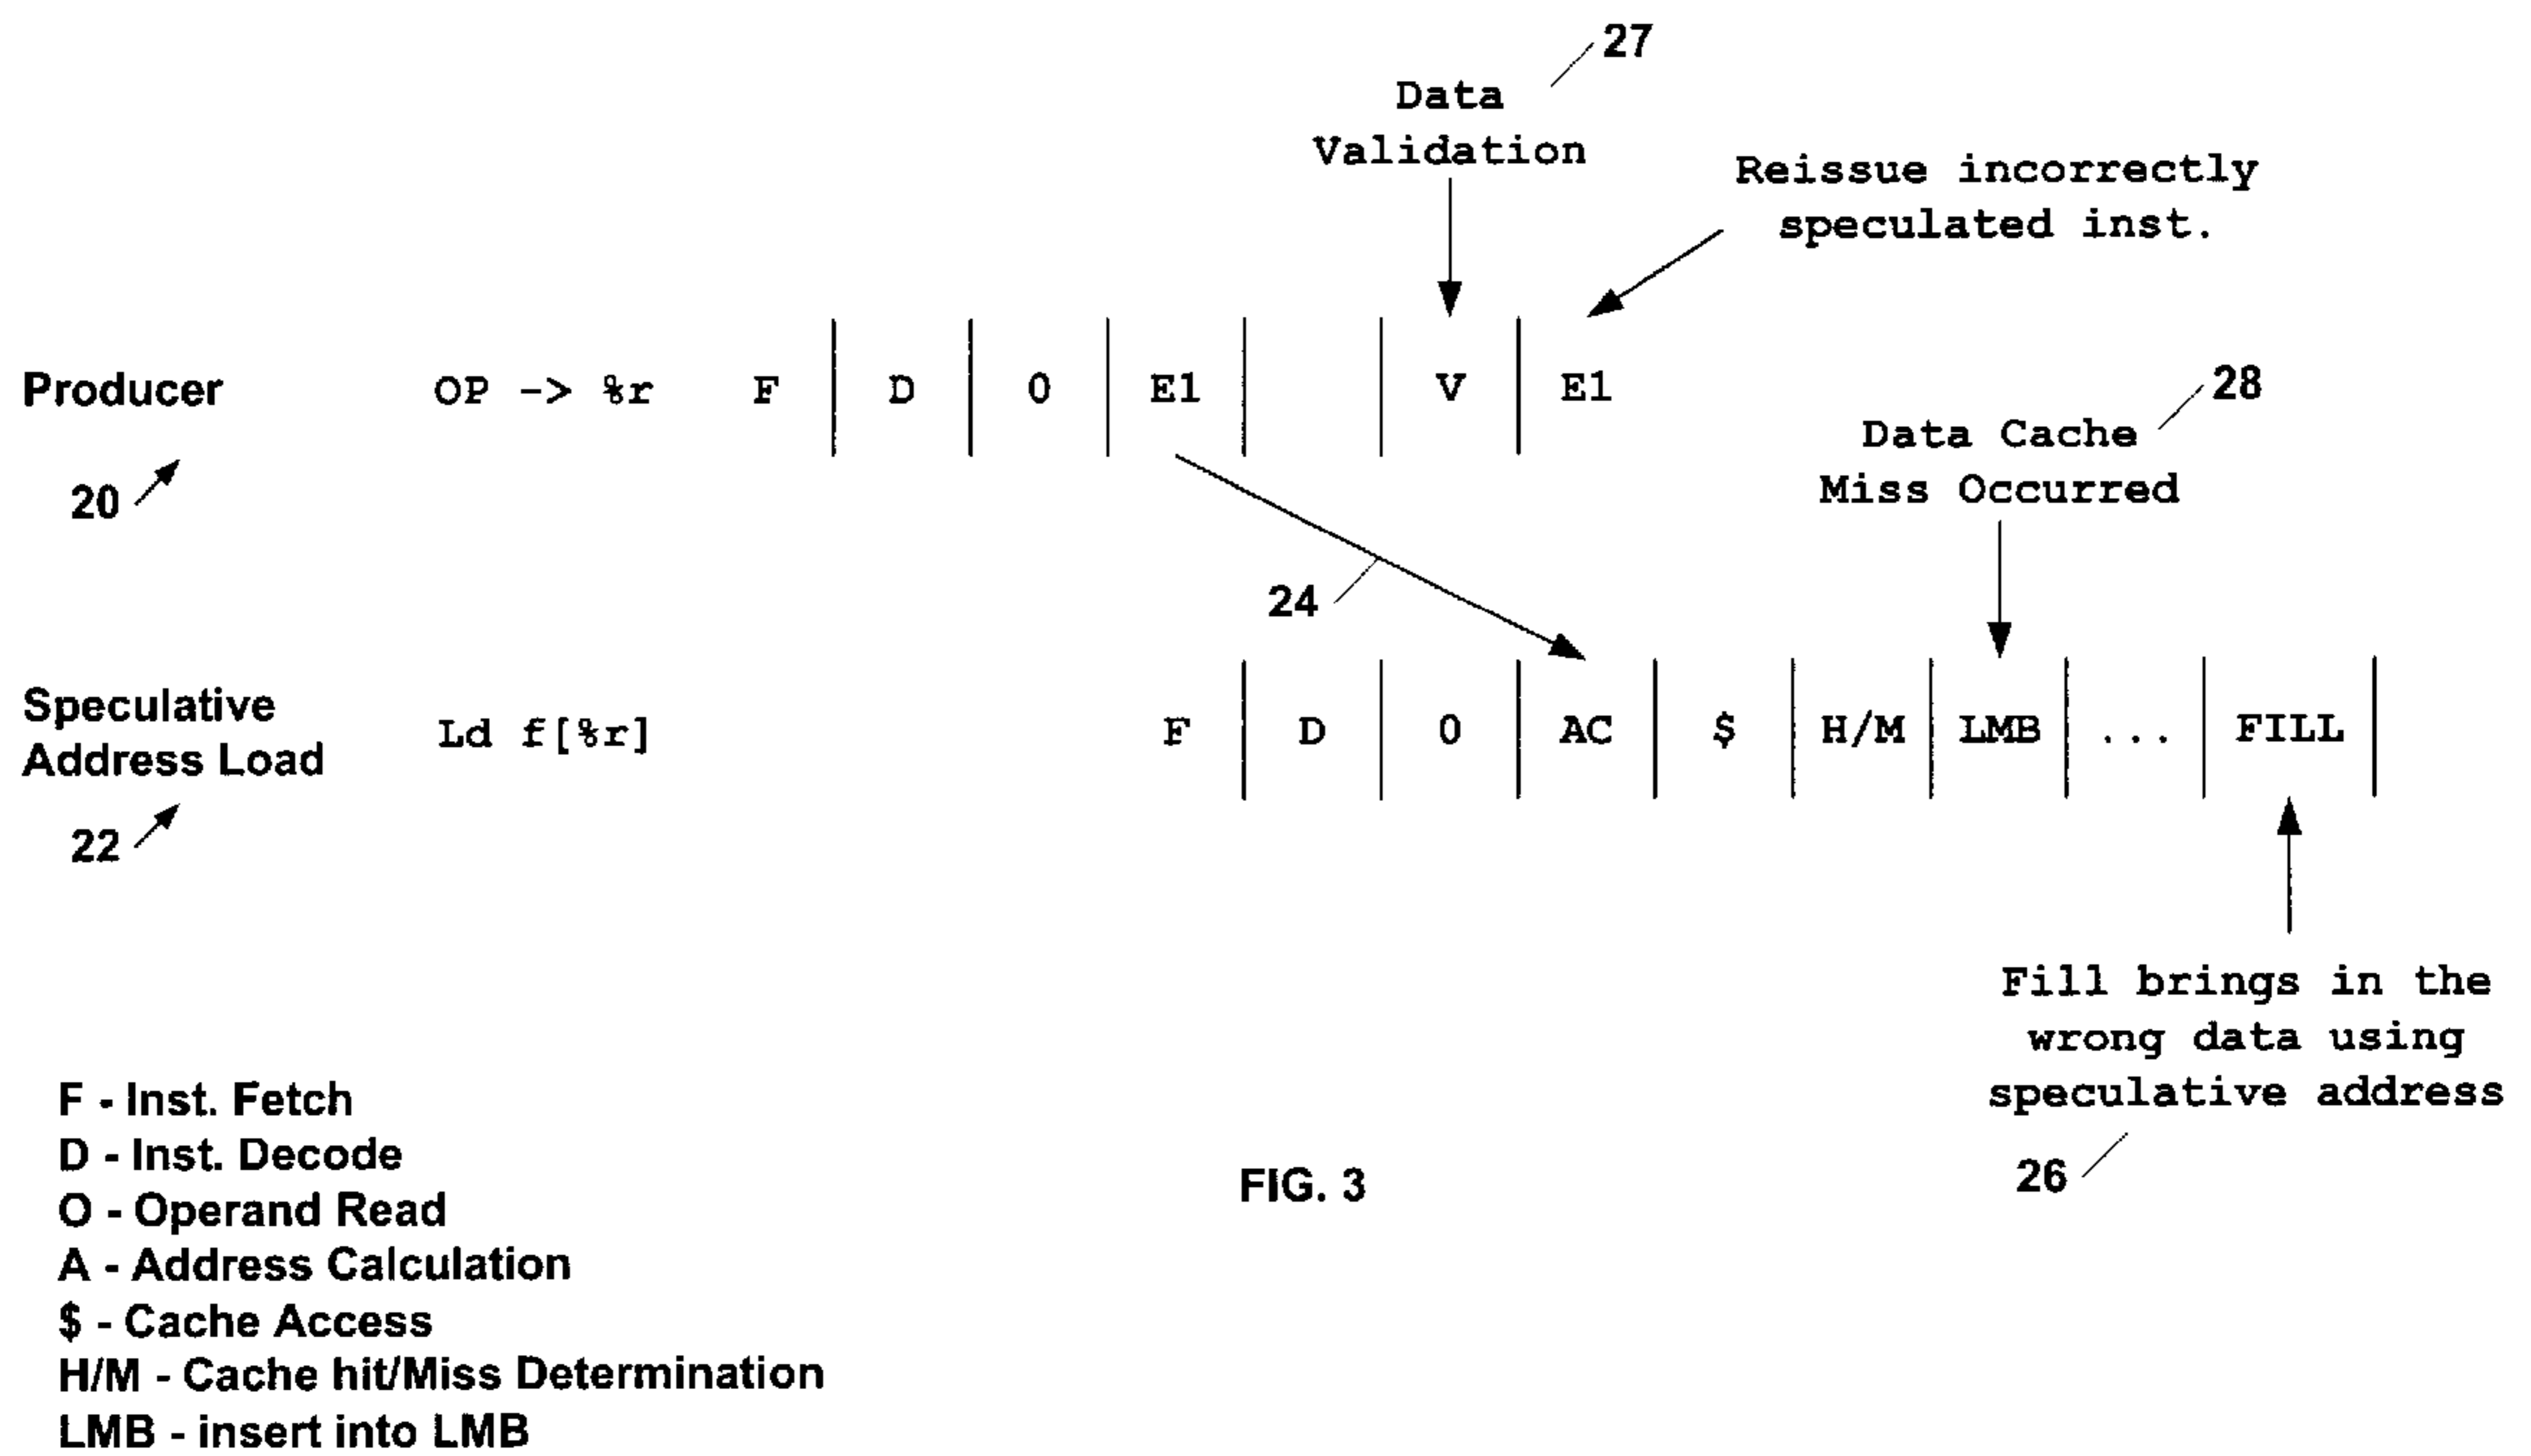 27
Data
Validation
Reissue incorrectly
speculated inst.
Producer OP -> %r F D 0 E1 V E1
20
28
Data Cache
Miss Occurred
24
Speculative
Address Load Ld f[%r] F D 0 AC $ H/M LMB ... FILL
22
Fill brings in the
wrong data using
speculative address
26
F - Inst. Fetch
D - Inst. Decode
O - Operand Read
A - Address Calculation
$ - Cache Access
H/M - Cache hit/Miss Determination
LMB - insert into LMB
FIG. 3